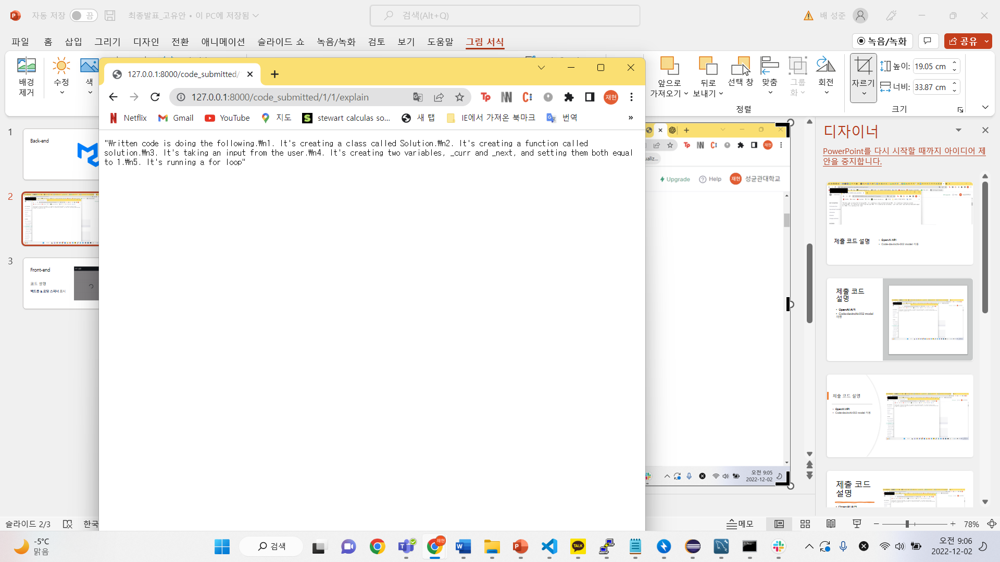 자동 저장 끔 최종발표_고유안 • 이 PC에 저장됨 검색(Alt+Q) 배 성준
파일 홈 삽입 그리기 디자인 전환 애니메이션 슬라이드 쇼 녹음/녹화 검토 보기 도움말 그림 서식 녹음/녹화 공유
배경 제거 수정 색
앞으로 가져오기 뒤로 보내기 선택 창 맞춤 그룹화 회전 자르기
높이: 19.05 cm
너비: 33.87 cm
정렬 크기
127.0.0.1:8000/code_submitted/
127.0.0.1:8000/code_submitted/1/1/explain 재현
Netflix Gmail YouTube 지도 stewart calculas so... 새 탭 IE에서 가져온 북마크 번역 »
"Written code is doing the following.₩n1. It's creating a class called Solution.₩n2. It's creating a function called
solution.₩n3. It's taking an input from the user.₩n4. It's creating two variables, _curr and _next, and setting them both equal
to 1.₩n5. It's running a for loop"
1
Back-end
2
3
Front-end
코드 설명
백드롭 & 로딩 스피너 표시
재현
Upgrade Help 재현 성균관대학교
오전 9:05
2022-12-02
디자이너
PowerPoint를 다시 시작할 때까지 아이디어 제
안을 중지합니다.
제출 코드 설명
• OpenAI API
• Code-davinchi-002 model 사용
제출 코드
설명
• OpenAI API
• Code-davinchi-002 model
사용
제출 코드 설명
• OpenAI API
• Code-davinchi-002 model 사용
제출 코드
설명
• OpenAI API
슬라이드 2/3 한국 메모 78%
-5°C
맑음
검색
재현
TALK
오전 9:06
2022-12-02